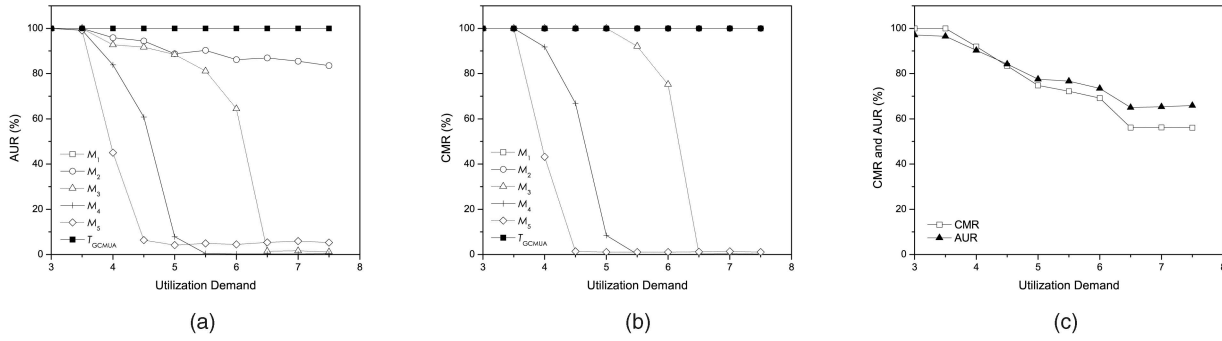 100
80
60
40
20
0
AUR (%)
M1
M2
M3
M4
M5
TGCMUA
3 4 5 6 7 8
Utilization Demand
(a)
100
80
60
40
20
0
CMR (%)
M1
M2
M3
M4
M5
TGCMUA
3 4 5 6 7 8
Utilization Demand
(b)
100
80
60
40
20
0
CMR and AUR (%)
CMR
AUR
3 4 5 6 7 8
Utilization Demand
(c)